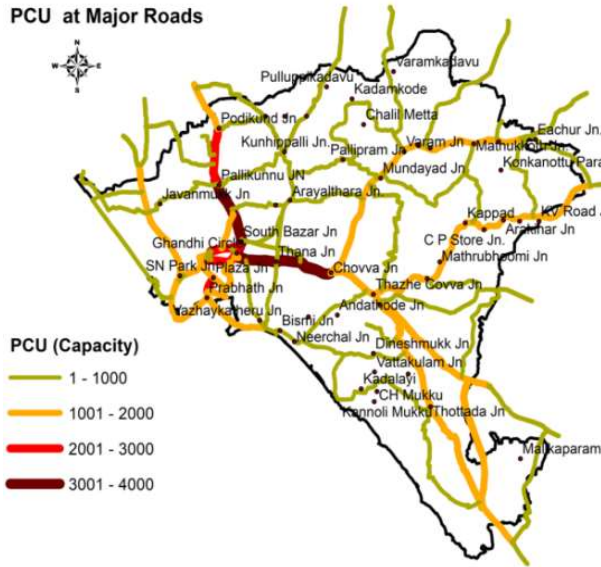 PCU at Major Roads
N
W
E
S
Varamkadavu
Pulluppikadavu
Kadamkode
Chalil Metta
Podikund Jn
Eachur Jn.
Kunhippalli Jn.
Pallipram Jn.
Varam Jn
Mathukkoth Jn
Konkanottu Para
Mundayad Jn
Pallikunnu JN
Javanmukk Jn
Arayalthara Jn
KV Road J
Kappad
Arakhar Jn
South Bazar Jn
C P Store Jn.
Ghandhi Circle
Thana Jn
Mathrubhoomi Jn
SN Park Jn
Plaza Jn
Chovva Jn
Thazhe Covva Jn
Prabhath Jn
Andathode Jn
Vazhaykatheru Jn
Bismi Jn
Neerchal Jn
Dineshmukk Jn
Vattakulam Jn
Kadalayi
CH Mukku
Kannoli Mukku
Thottada Jn
Malikaparam
PCU (Capacity)
1 - 1000
1001 - 2000
2001 - 3000
3001 - 4000